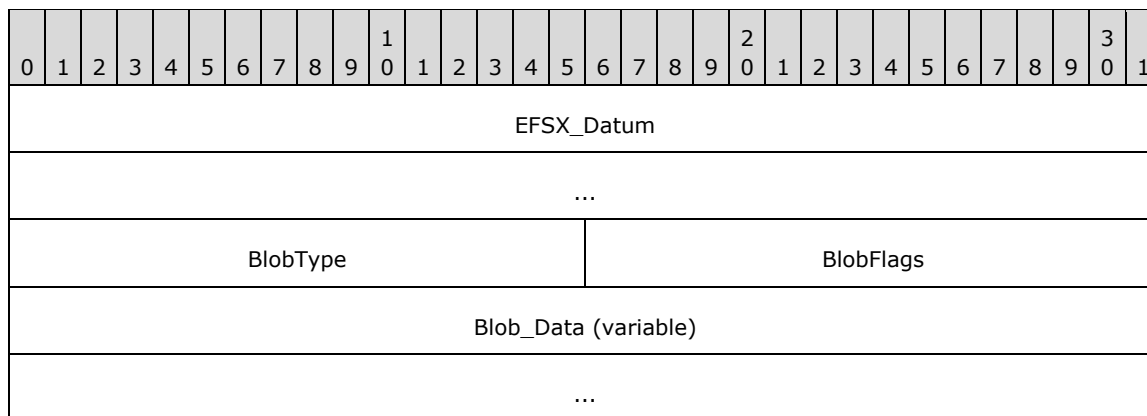 1 2 3
0 1 2 3 4 5 6 7 8 9 0 1 2 3 4 5 6 7 8 9 0 1 2 3 4 5 6 7 8 9 0 1
EFSX_Datum
...
BlobType BlobFlags
Blob_Data (variable)
...